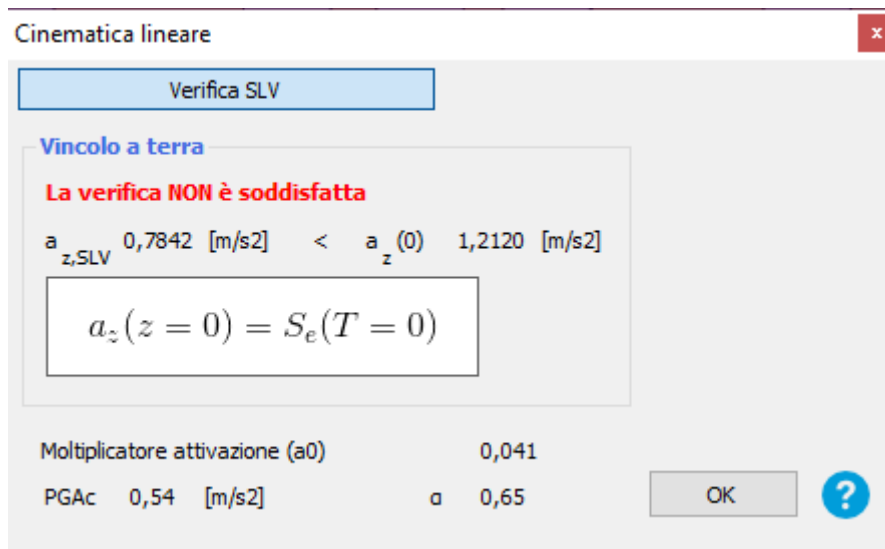 Cinematica lineare x
Verifica SLV
Vincolo a terra
La verifica NON è soddisfatta
a z,SLV 0,7842 [m/s2] < a z (0) 1,2120 [m/s2]
a_z(z = 0) = S_e(T = 0)
Moltiplicatore attivazione (a0) 0,041
PGAc 0,54 [m/s2] α 0,65 OK ?